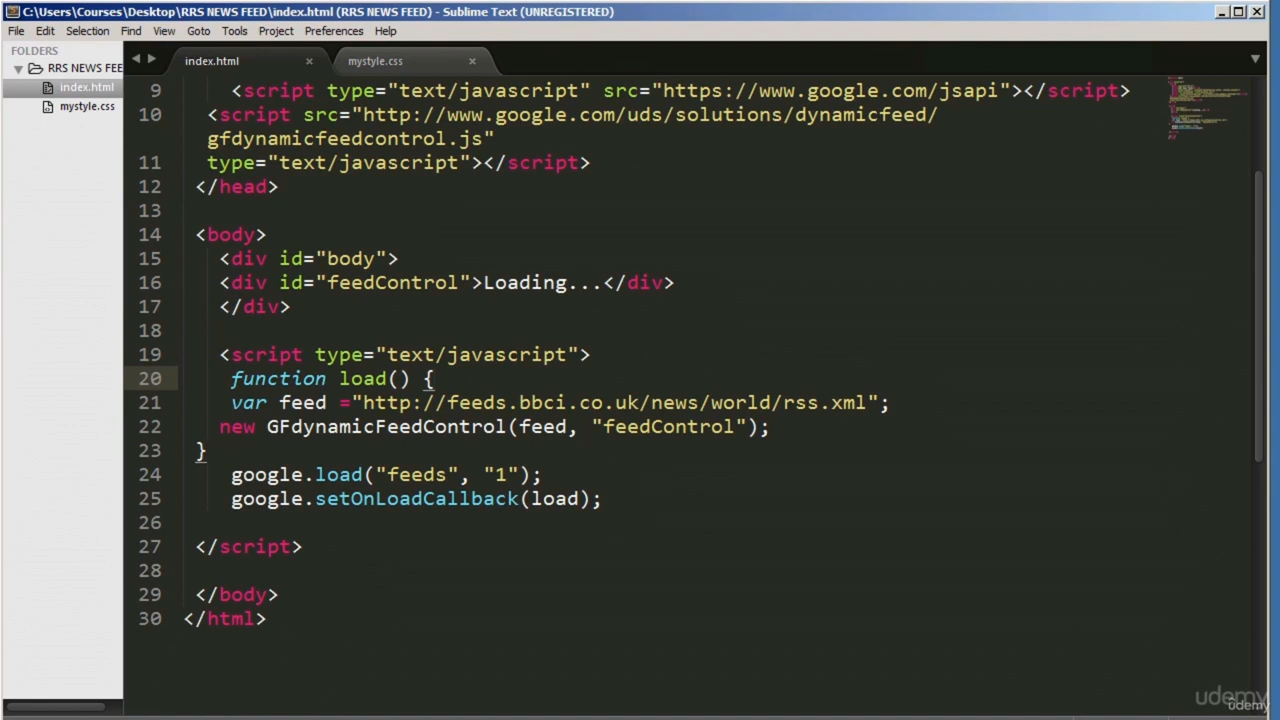 C:\Users\Courses\Desktop\RRS NEWS FEED\index.html (RRS NEWS FEED) - Sublime Text (UNREGISTERED)
File Edit Selection Find View Goto Tools Project Preferences Help
FOLDERS
RRS NEWS FEE
index.html
mystyle.css
index.html × mystyle.css ×
9 <script type="text/javascript" src="https://www.google.com/jsapi"></script>
10 <script src="http://www.google.com/uds/solutions/dynamicfeed/
gfdynamicfeedcontrol.js"
11 type="text/javascript"></script>
12 </head>
13
14 <body>
15 <div id="body">
16 <div id="feedControl">Loading...</div>
17 </div>
18
19 <script type="text/javascript">
20 function load() {
21 var feed ="http://feeds.bbci.co.uk/news/world/rss.xml";
22 new GFdynamicFeedControl(feed, "feedControl");
23 }
24 google.load("feeds", "1");
25 google.setOnLoadCallback(load);
26
27 </script>
28
29 </body>
30 </html>
udemy
ûdemy